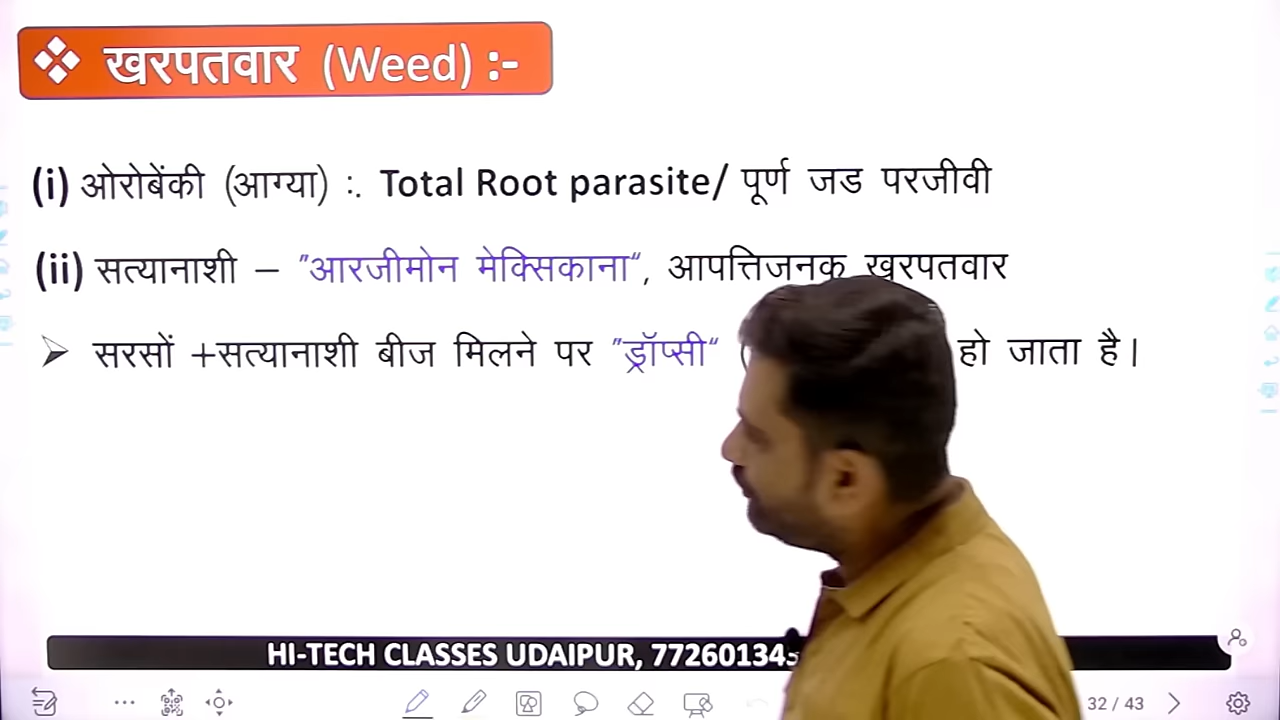 ❖ खरपतवार (Weed) :-
(i) ओरोबेंकी (आग्या) :. Total Root parasite/ पूर्ण जड परजीवी
(ii) सत्यानाशी – "आरजीमोन मेक्सिकाना", आपत्तिजनक खरपतवार
➢ सरसों +सत्यानाशी बीज मिलने पर "ड्रॉप्सी" ( हो जाता है।
HI-TECH CLASSES UDAIPUR, 772601345
32 / 43